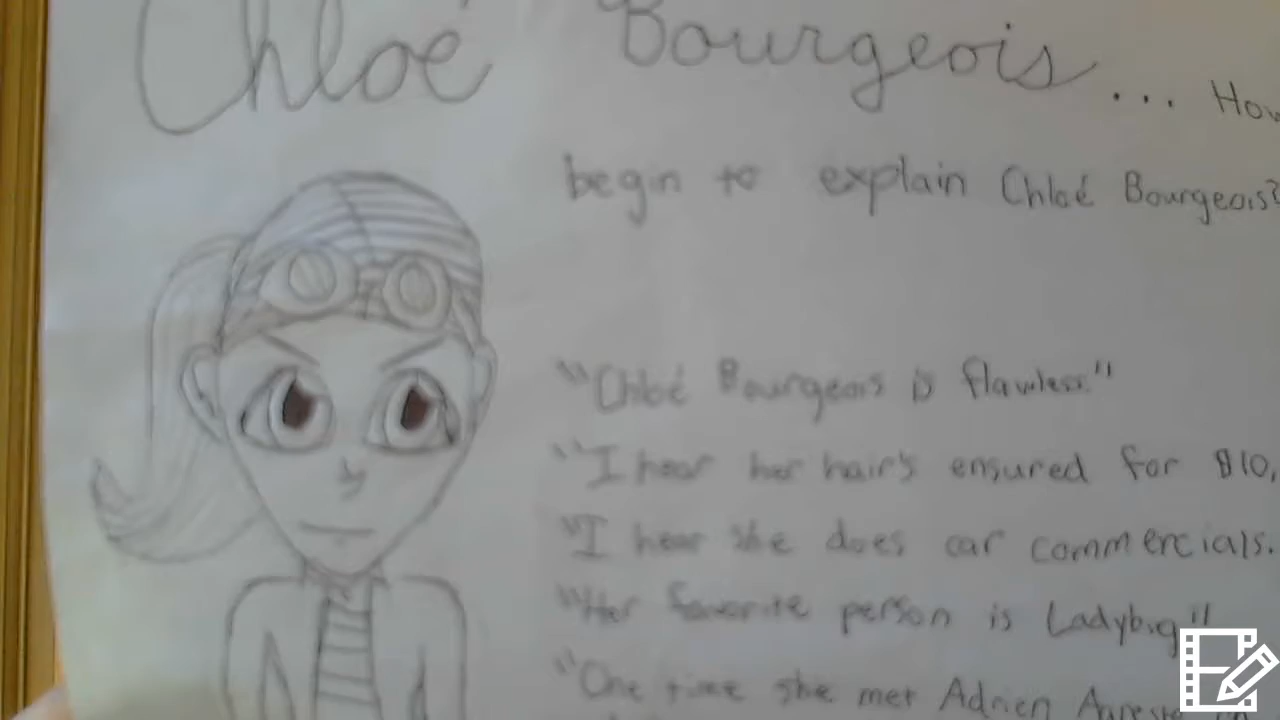 Chloé Bourgeois... How
begin to explain Chloé Bourgeois?
"Chloé Bourgeois is flawless."
"I hear her hair's ensured for $10,
"I hear she does car commercials.
"Her favorite person is Ladybug"
"One time she met Adrien